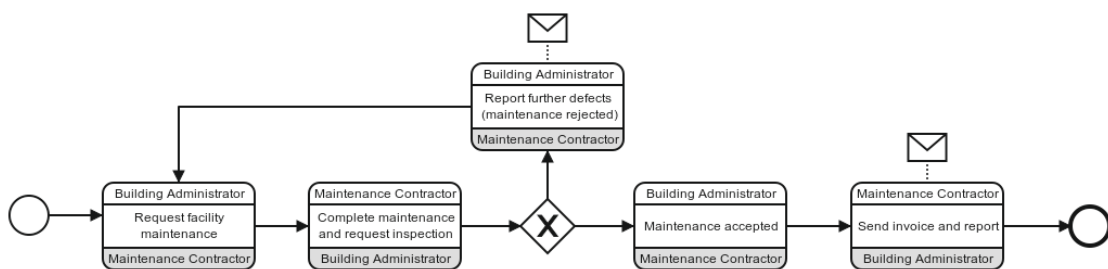 Building Administrator
Report further defects
(maintenance rejected)
Maintenance Contractor
Building Administrator
Request facility
maintenance
Maintenance Contractor
Maintenance Contractor
Complete maintenance
and request inspection
Building Administrator
X
Building Administrator
Maintenance accepted
Maintenance Contractor
Maintenance Contractor
Send invoice and report
Building Administrator